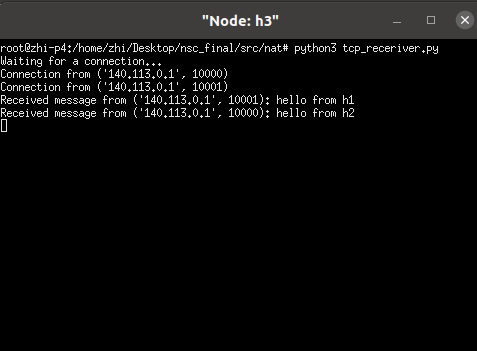 "Node: h3"
root@zhi-p4:/home/zhi/Desktop/nsc_final/src/nat# python3 tcp_receriver.py
Waiting for a connection...
Connection from ('140.113.0.1', 10000)
Connection from ('140.113.0.1', 10001)
Received message from ('140.113.0.1', 10001): hello from h1
Received message from ('140.113.0.1', 10000): hello from h2